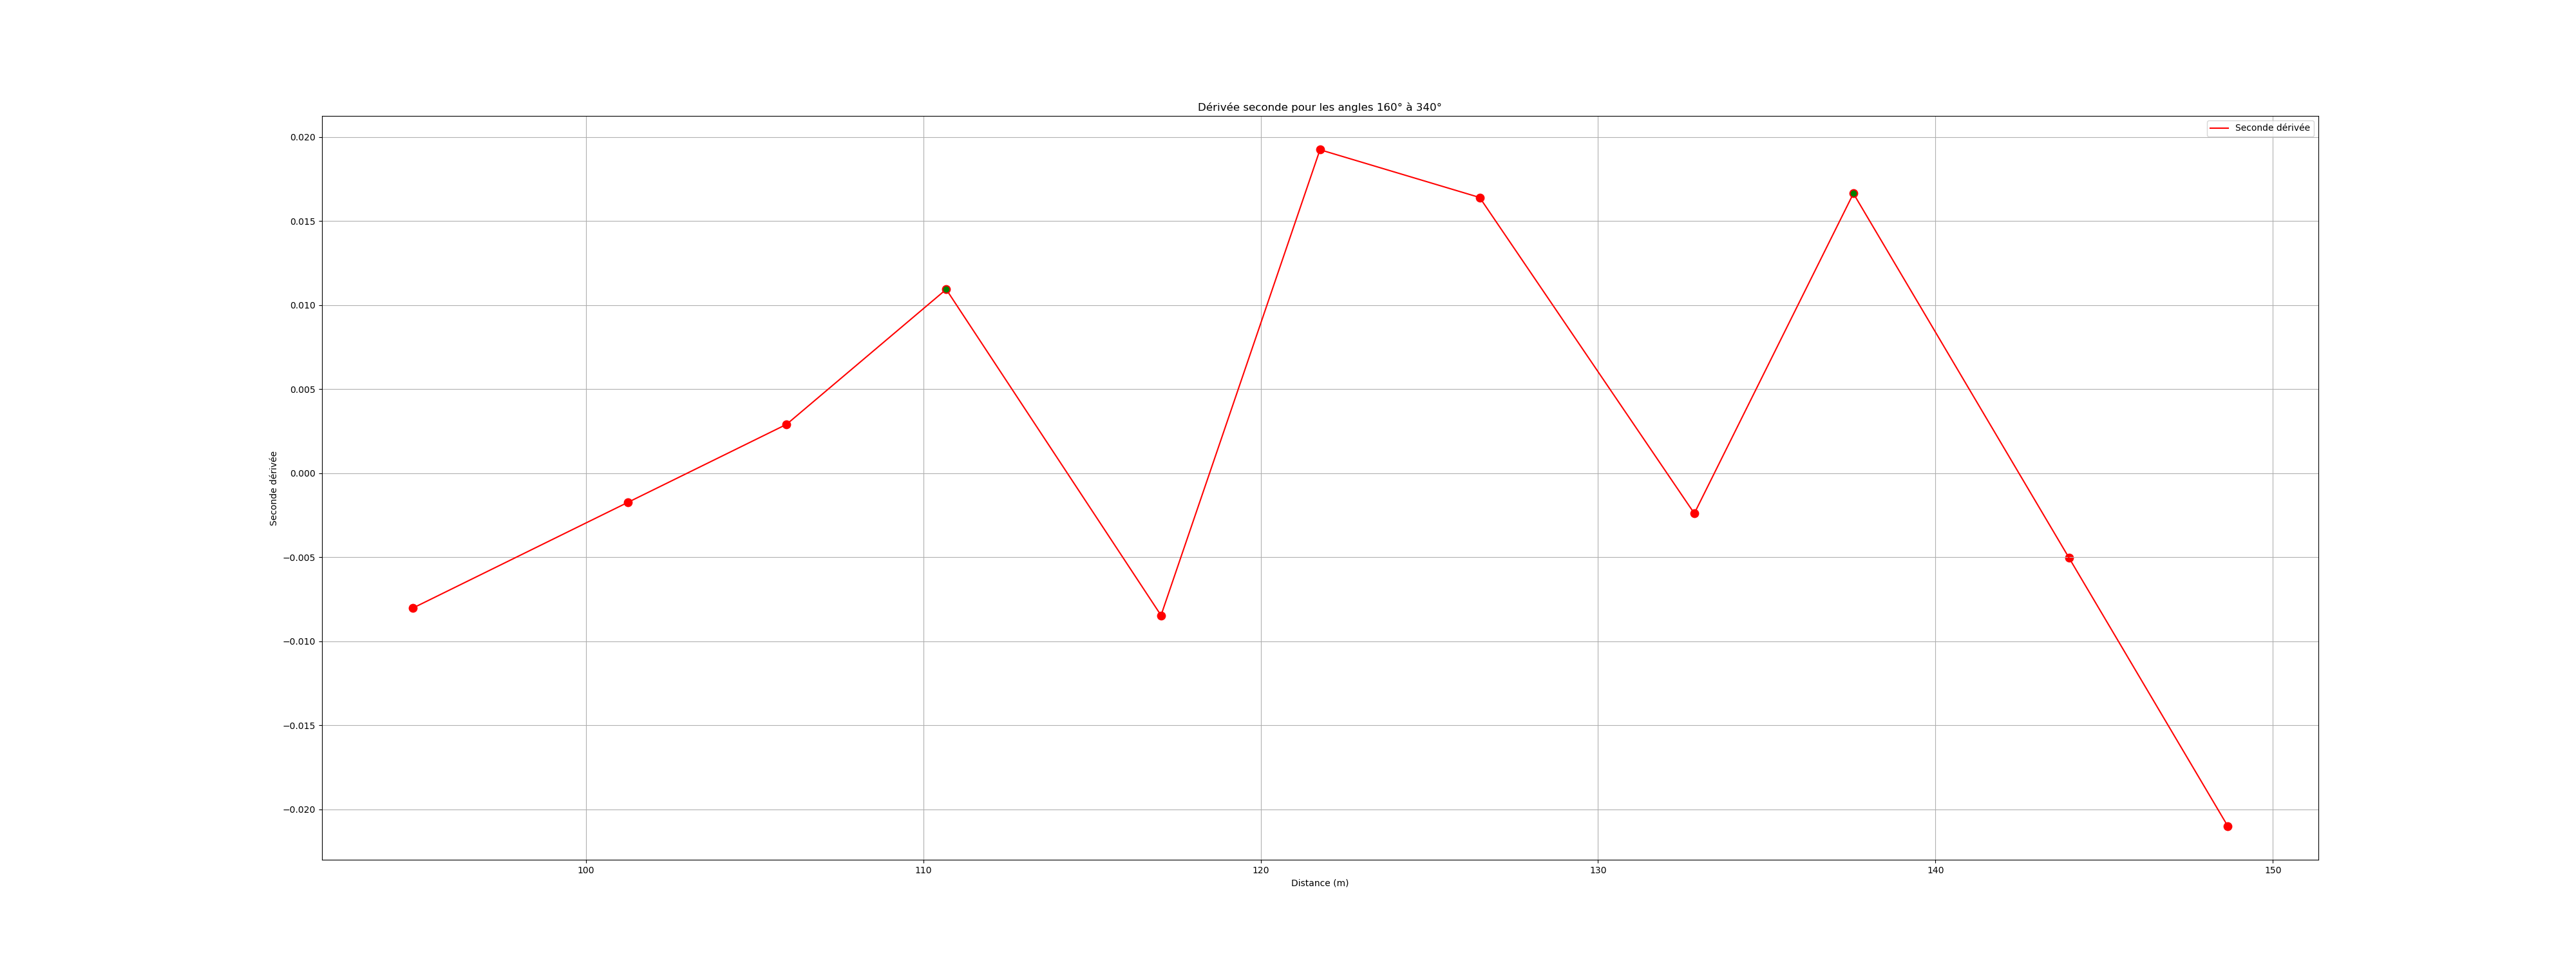 Dérivée seconde pour les angles 160° à 340°
Seconde dérivée
0.020
0.015
0.010
0.005
0.000
−0.005
−0.010
−0.015
−0.020
Seconde dérivée
100 110 120 130 140 150
Distance (m)